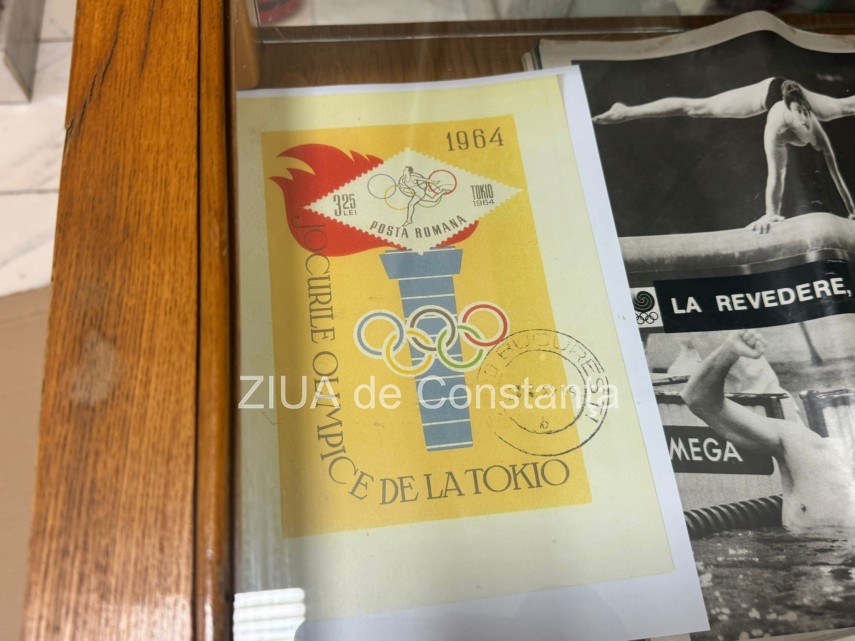 1964
3,25
LEI
TOKIO
1964
POSTA ROMANA
JOCURILE OLIMPICE DE LA TOKIO
BUCURESTI
ZIUA de Constanta
LA REVEDERE,
MEGA